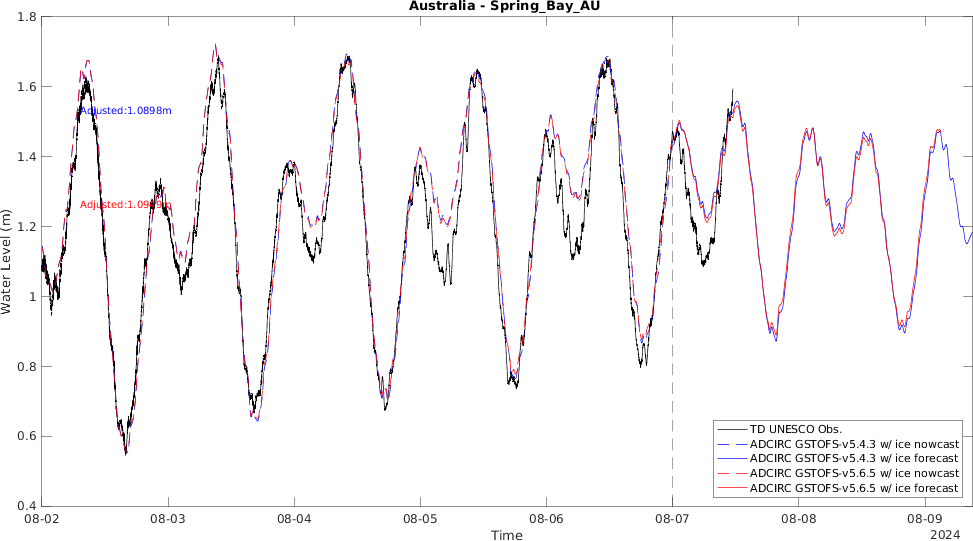 Australia - Spring_Bay_AU
1.8
1.6
1.4
1.2
1
0.8
0.6
0.4
Water Level (m)
Adjusted:1.0898m
TD UNESCO Obs.
ADCIRC GSTOFS-v5.4.3 w/ ice nowcast
ADCIRC GSTOFS-v5.4.3 w/ ice forecast
ADCIRC GSTOFS-v5.6.5 w/ ice nowcast
ADCIRC GSTOFS-v5.6.5 w/ ice forecast
08-02 08-03 08-04 08-05 08-06 08-07 08-08 08-09
Time
2024